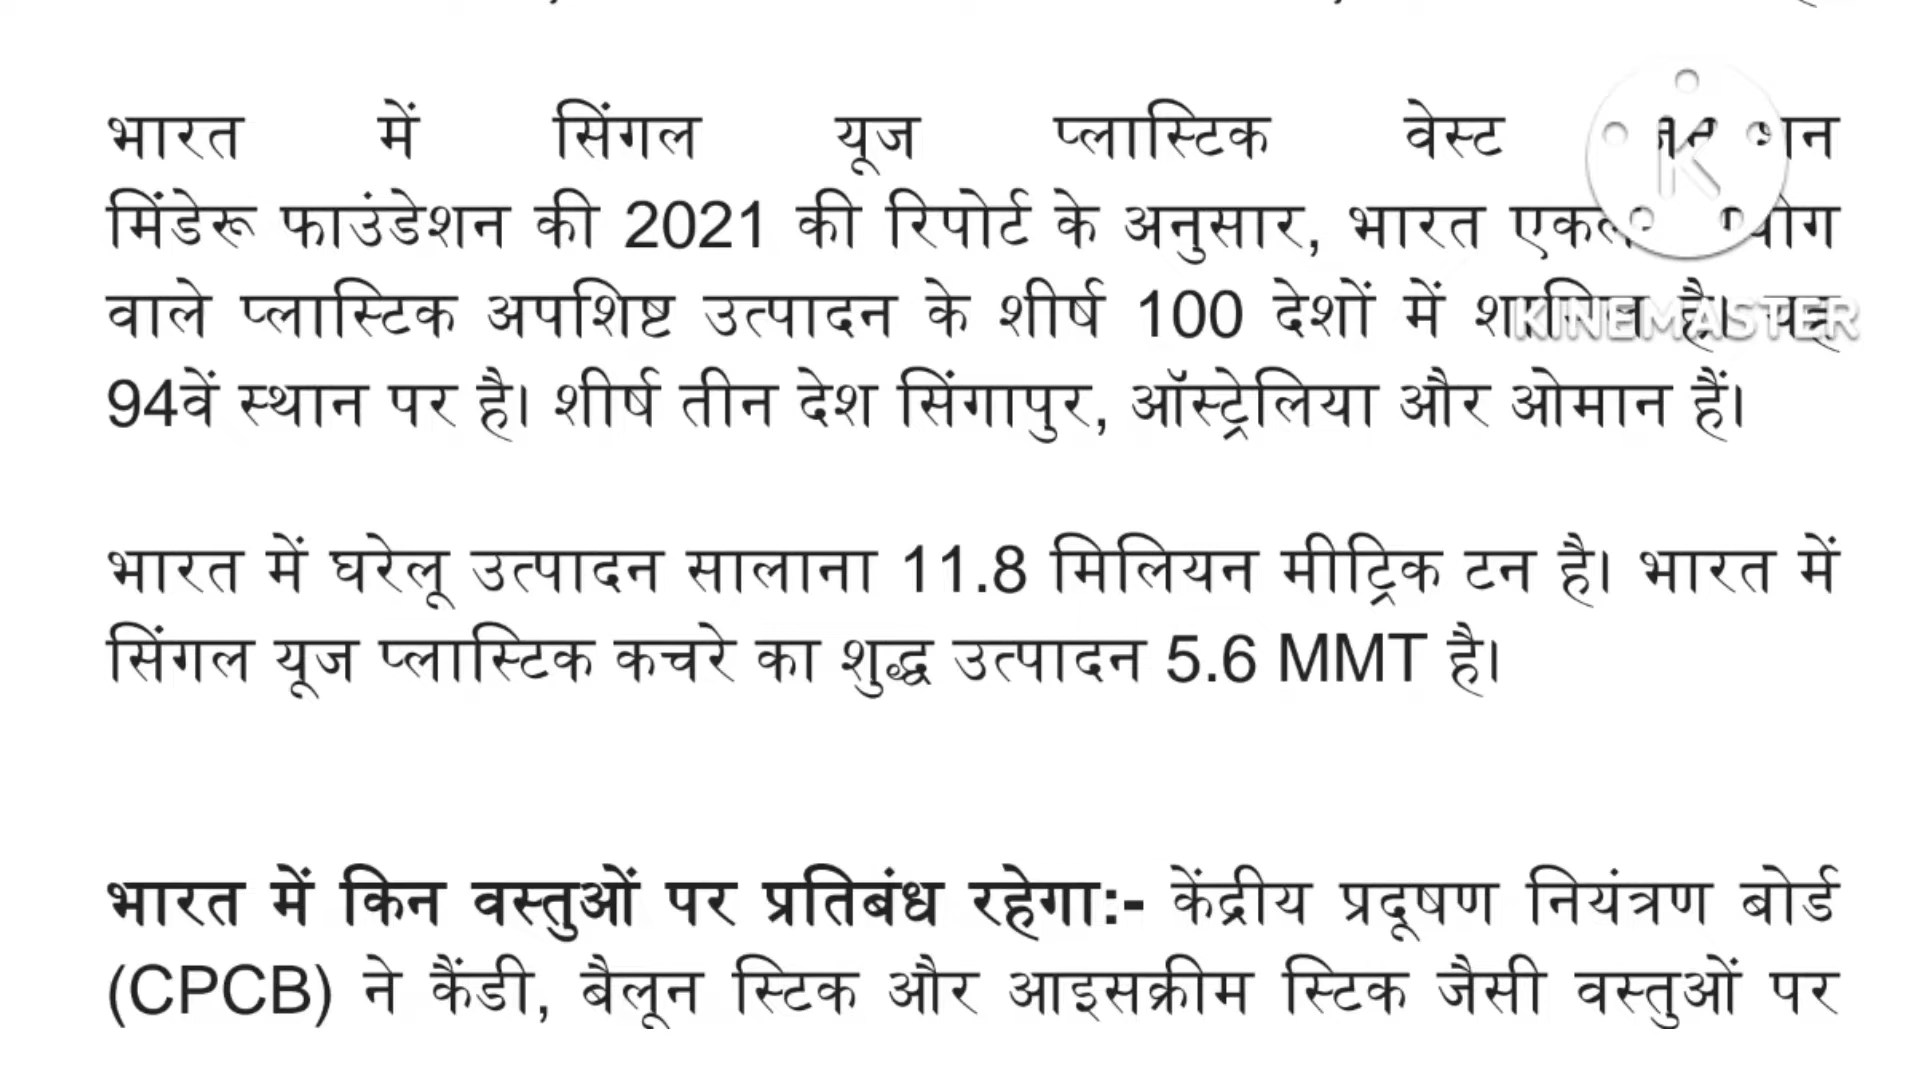 भारत में सिंगल यूज प्लास्टिक वेस्ट
मिंडेरू फाउंडेशन की 2021 की रिपोर्ट के अनुसार, भारत
वाले प्लास्टिक अपशिष्ट उत्पादन के शीर्ष 100 देशों में शामिल है। यह
KINEMASTER
94वें स्थान पर है। शीर्ष तीन देश सिंगापुर, ऑस्ट्रेलिया और ओमान हैं।
भारत में घरेलू उत्पादन सालाना 11.8 मिलियन मीट्रिक टन है। भारत में
सिंगल यूज प्लास्टिक कचरे का शुद्ध उत्पादन 5.6 MMT है।
भारत में किन वस्तुओं पर प्रतिबंध रहेगा:- केंद्रीय प्रदूषण नियंत्रण बोर्ड
(CPCB) ने कैंडी, बैलून स्टिक और आइसक्रीम स्टिक जैसी वस्तुओं पर